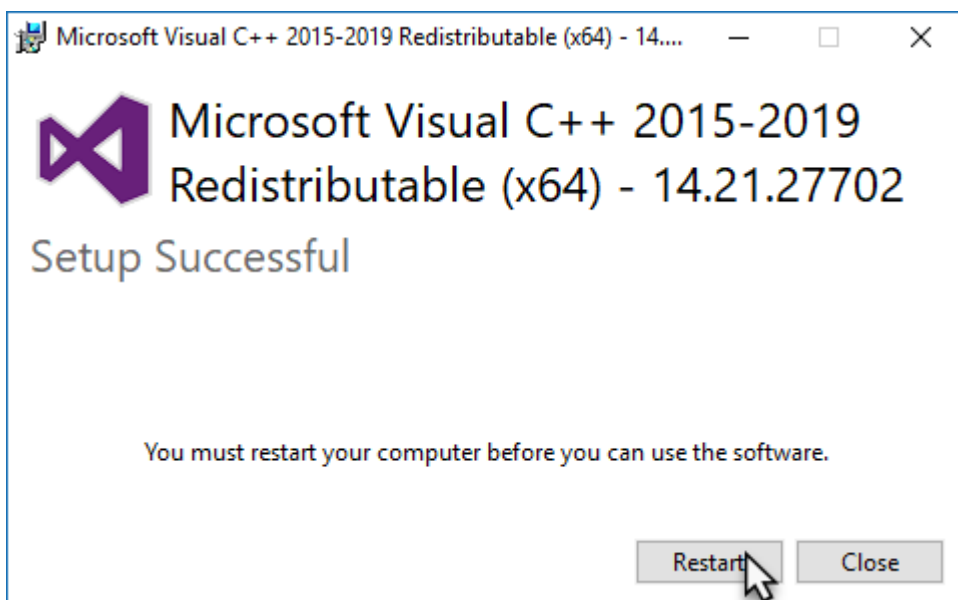 Microsoft Visual C++ 2015-2019 Redistributable (x64) - 14....
Microsoft Visual C++ 2015-2019
Redistributable (x64) - 14.21.27702
Setup Successful
You must restart your computer before you can use the software.
Restart Close